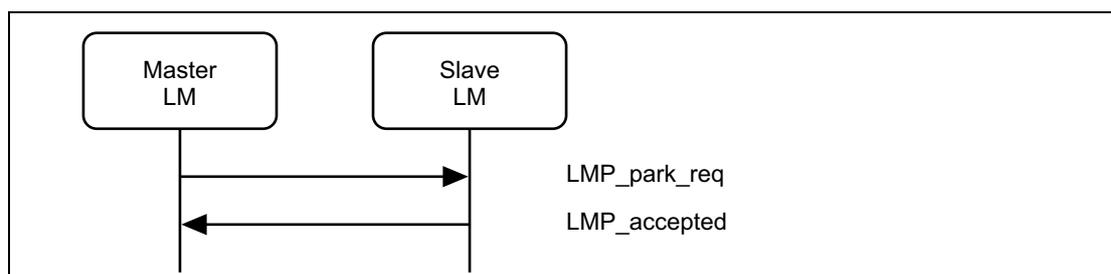 Master
LM
Slave
LM
LMP_park_req
LMP_accepted